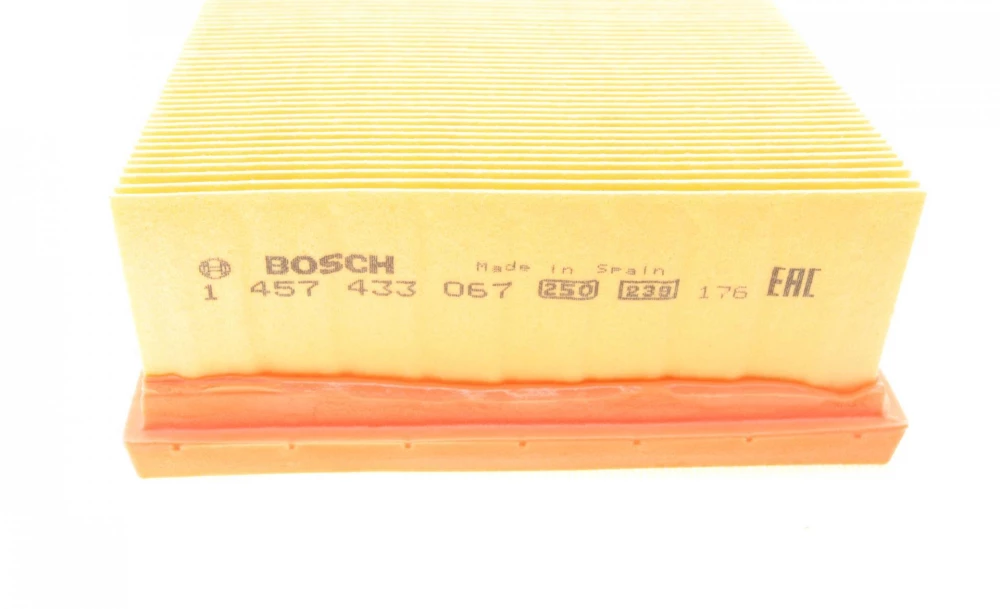 BOSCH Made in Spain
1 457 433 067 250 239 176 EAC